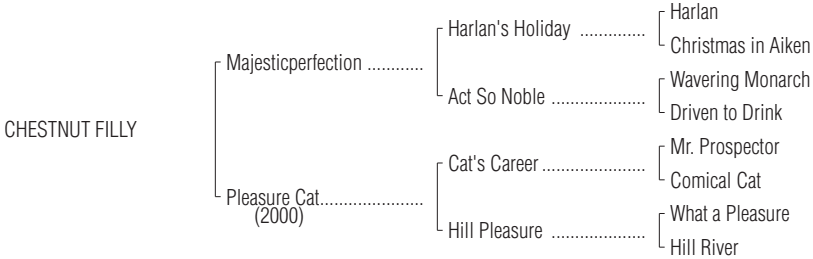 Harlan
Harlan's Holiday ..............
Christmas in Aiken
Majesticperfection ............
Wavering Monarch
Act So Noble ....................
Driven to Drink
CHESTNUT FILLY
Mr. Prospector
Cat's Career ......................
Comical Cat
Pleasure Cat......................
(2000)
What a Pleasure
Hill Pleasure ....................
Hill River